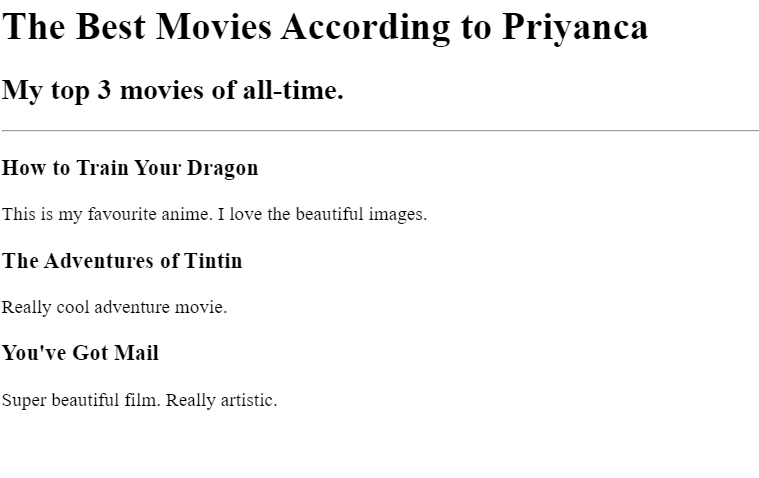 The Best Movies According to Priyanca
My top 3 movies of all-time.
How to Train Your Dragon
This is my favourite anime. I love the beautiful images.
The Adventures of Tintin
Really cool adventure movie.
You've Got Mail
Super beautiful film. Really artistic.